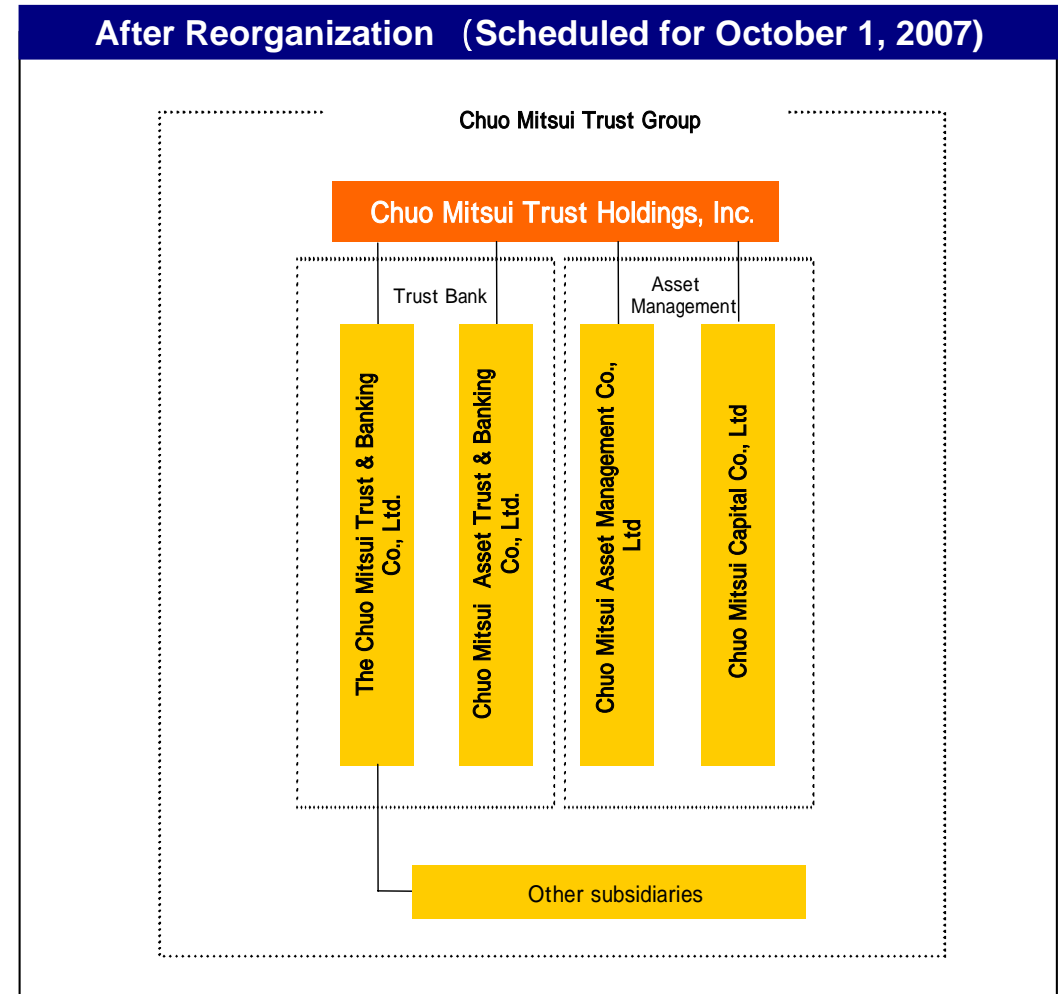 After Reorganization (Scheduled for October 1, 2007)
Chuo Mitsui Trust Group
Chuo Mitsui Trust Holdings, Inc.
Trust Bank
Asset
Management
The Chuo Mitsui Trust & Banking
Co., Ltd.
Chuo Mitsui Asset Trust & Banking
Co., Ltd.
Chuo Mitsui Asset Management Co.,
Ltd
Chuo Mitsui Capital Co., Ltd
Other subsidiaries